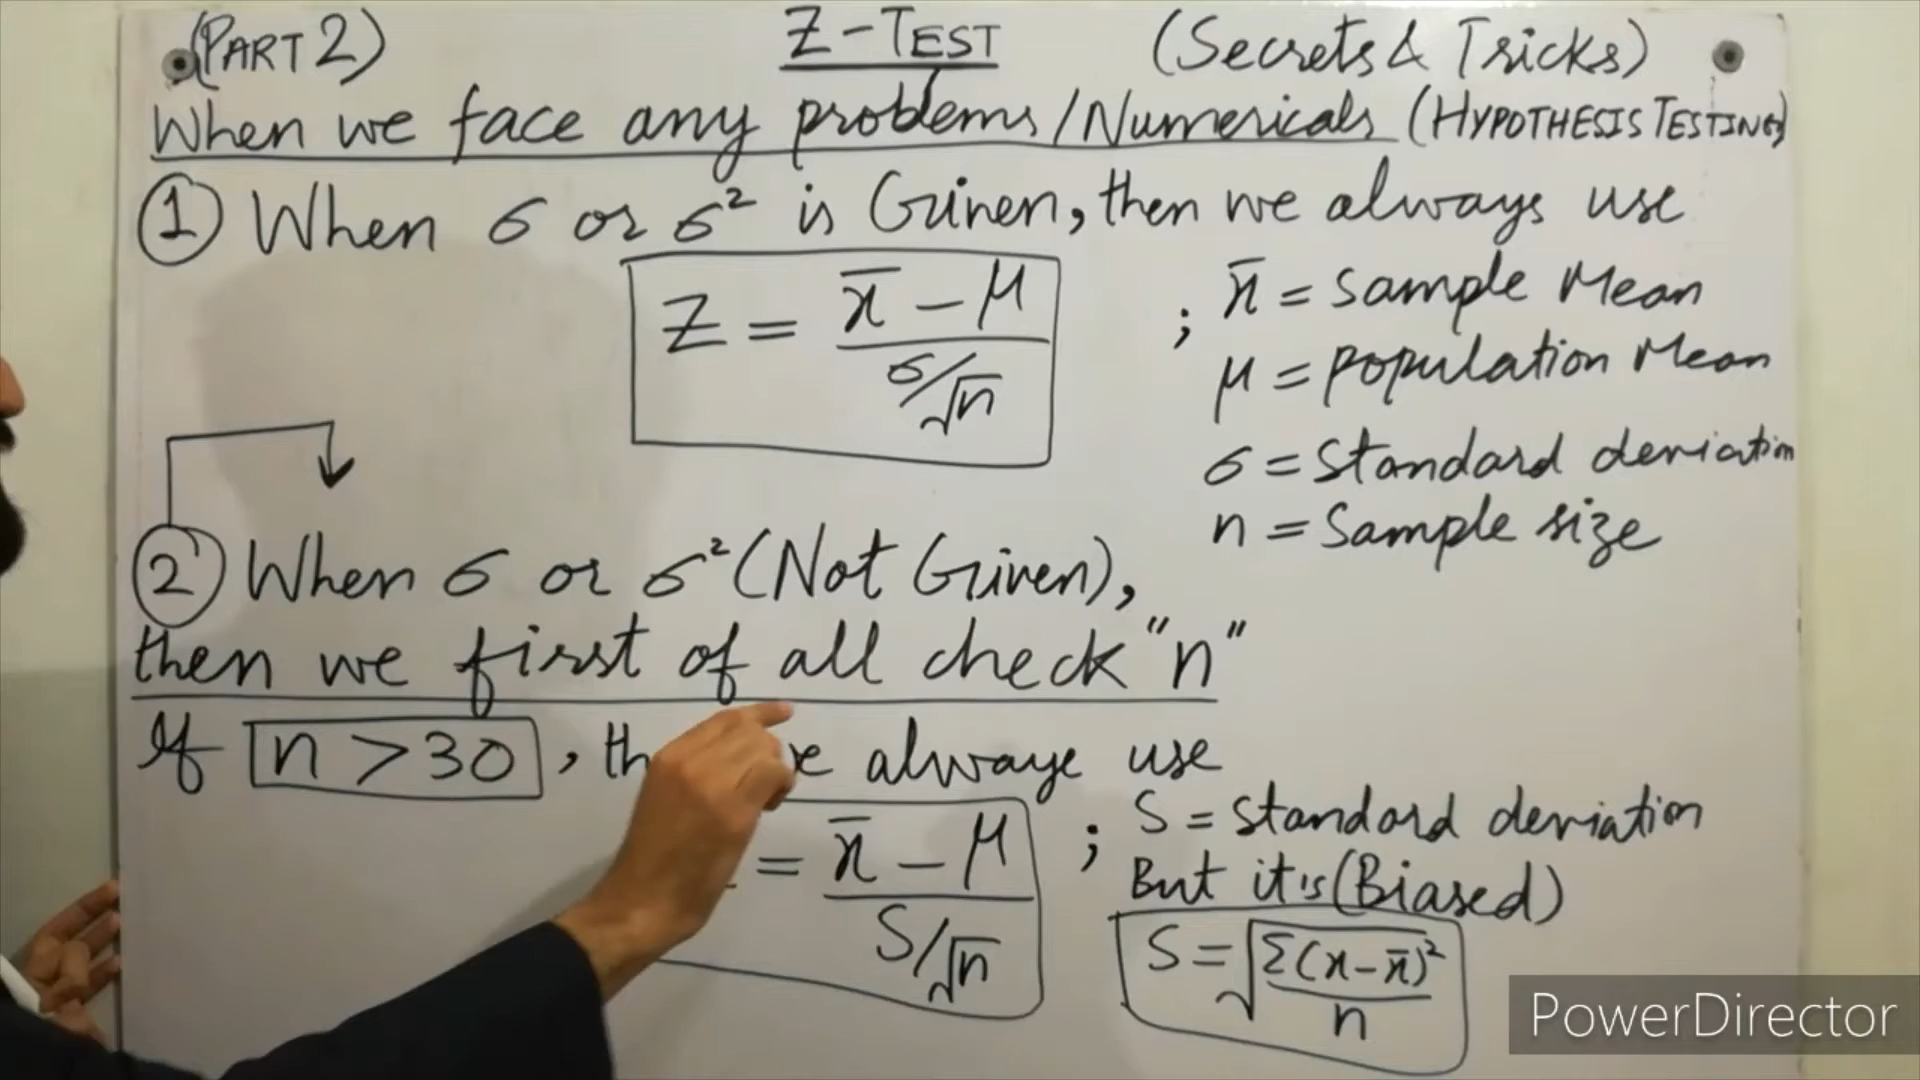 (PART 2) Z-TEST (Secrets & Tricks)
When we face any problems/Numericals (HYPOTHESIS TESTING)
① When σ or σ² is Given, then we always use
Z = x̄ - μ / σ/√n
; x̄ = Sample Mean
μ = population Mean
σ = Standard deviation
n = Sample size
② When σ or σ² (Not Given),
then we first of all check "n"
If n > 30, always use
= x̄ - μ / S/√n
; S = Standard deviation
But it's (Biased)
S = √Σ(x-x̄)²/n
PowerDirector